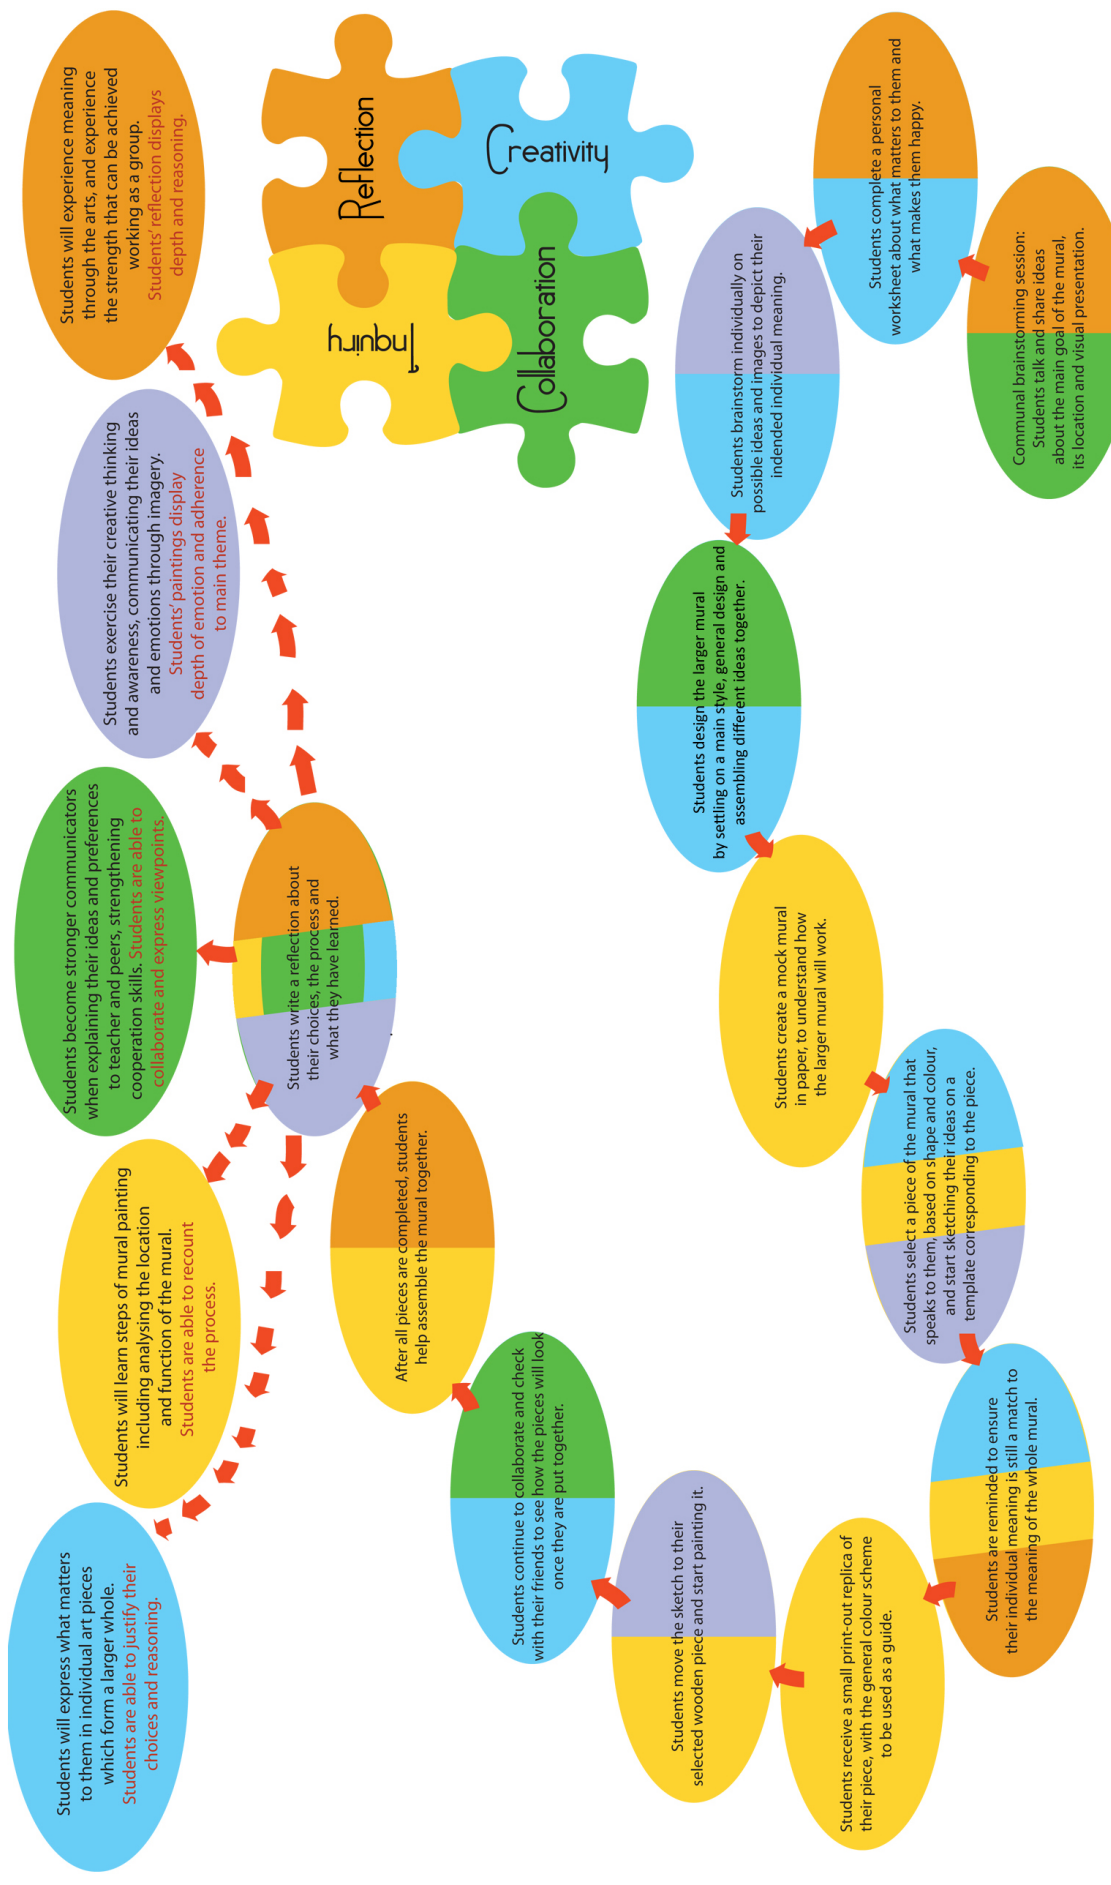 Students will express what matters
to them in individual art pieces
which form a larger whole.
Students are able to justify their
choices and reasoning.
Students will learn steps of mural painting
including analysing the location
and function of the mural.
Students are able to recount
the process.
Students become stronger communicators
when explaining their ideas and preferences
to teacher and peers, strengthening
cooperation skills. Students are able to
collaborate and express viewpoints.
Students exercise their creative thinking
and awareness, communicating their ideas
and emotions through imagery.
Students' paintings display
depth of emotion and adherence
to main theme.
Students will experience meaning
through the arts, and experience
the strength that can be achieved
working as a group.
Students' reflection displays
depth and reasoning.
Students write a reflection about
their choices, the process and
what they have learned.
After all pieces are completed, students
help assemble the mural together.
Students continue to collaborate and check
with their friends to see how the pieces will look
once they are put together.
Students move the sketch to their
selected wooden piece and start painting it.
Students receive a small print-out replica of
their piece, with the general colour scheme
to be used as a guide.
Students are reminded to ensure
their individual meaning is still a match to
the meaning of the whole mural.
Students select a piece of the mural that
speaks to them, based on shape and colour,
and start sketching their ideas on a
template corresponding to the piece.
Students create a mock mural
in paper, to understand how
the larger mural will work.
Students design the larger mural
by settling on a main style, general design and
assembling different ideas together.
Students brainstorm individually on
possible ideas and images to depict their
indended individual meaning.
Students complete a personal
worksheet about what matters to them and
what makes them happy.
Communal brainstorming session:
Students talk and share ideas
about the main goal of the mural,
its location and visual presentation.
Inquiry
Reflection
Collaboration
Creativity